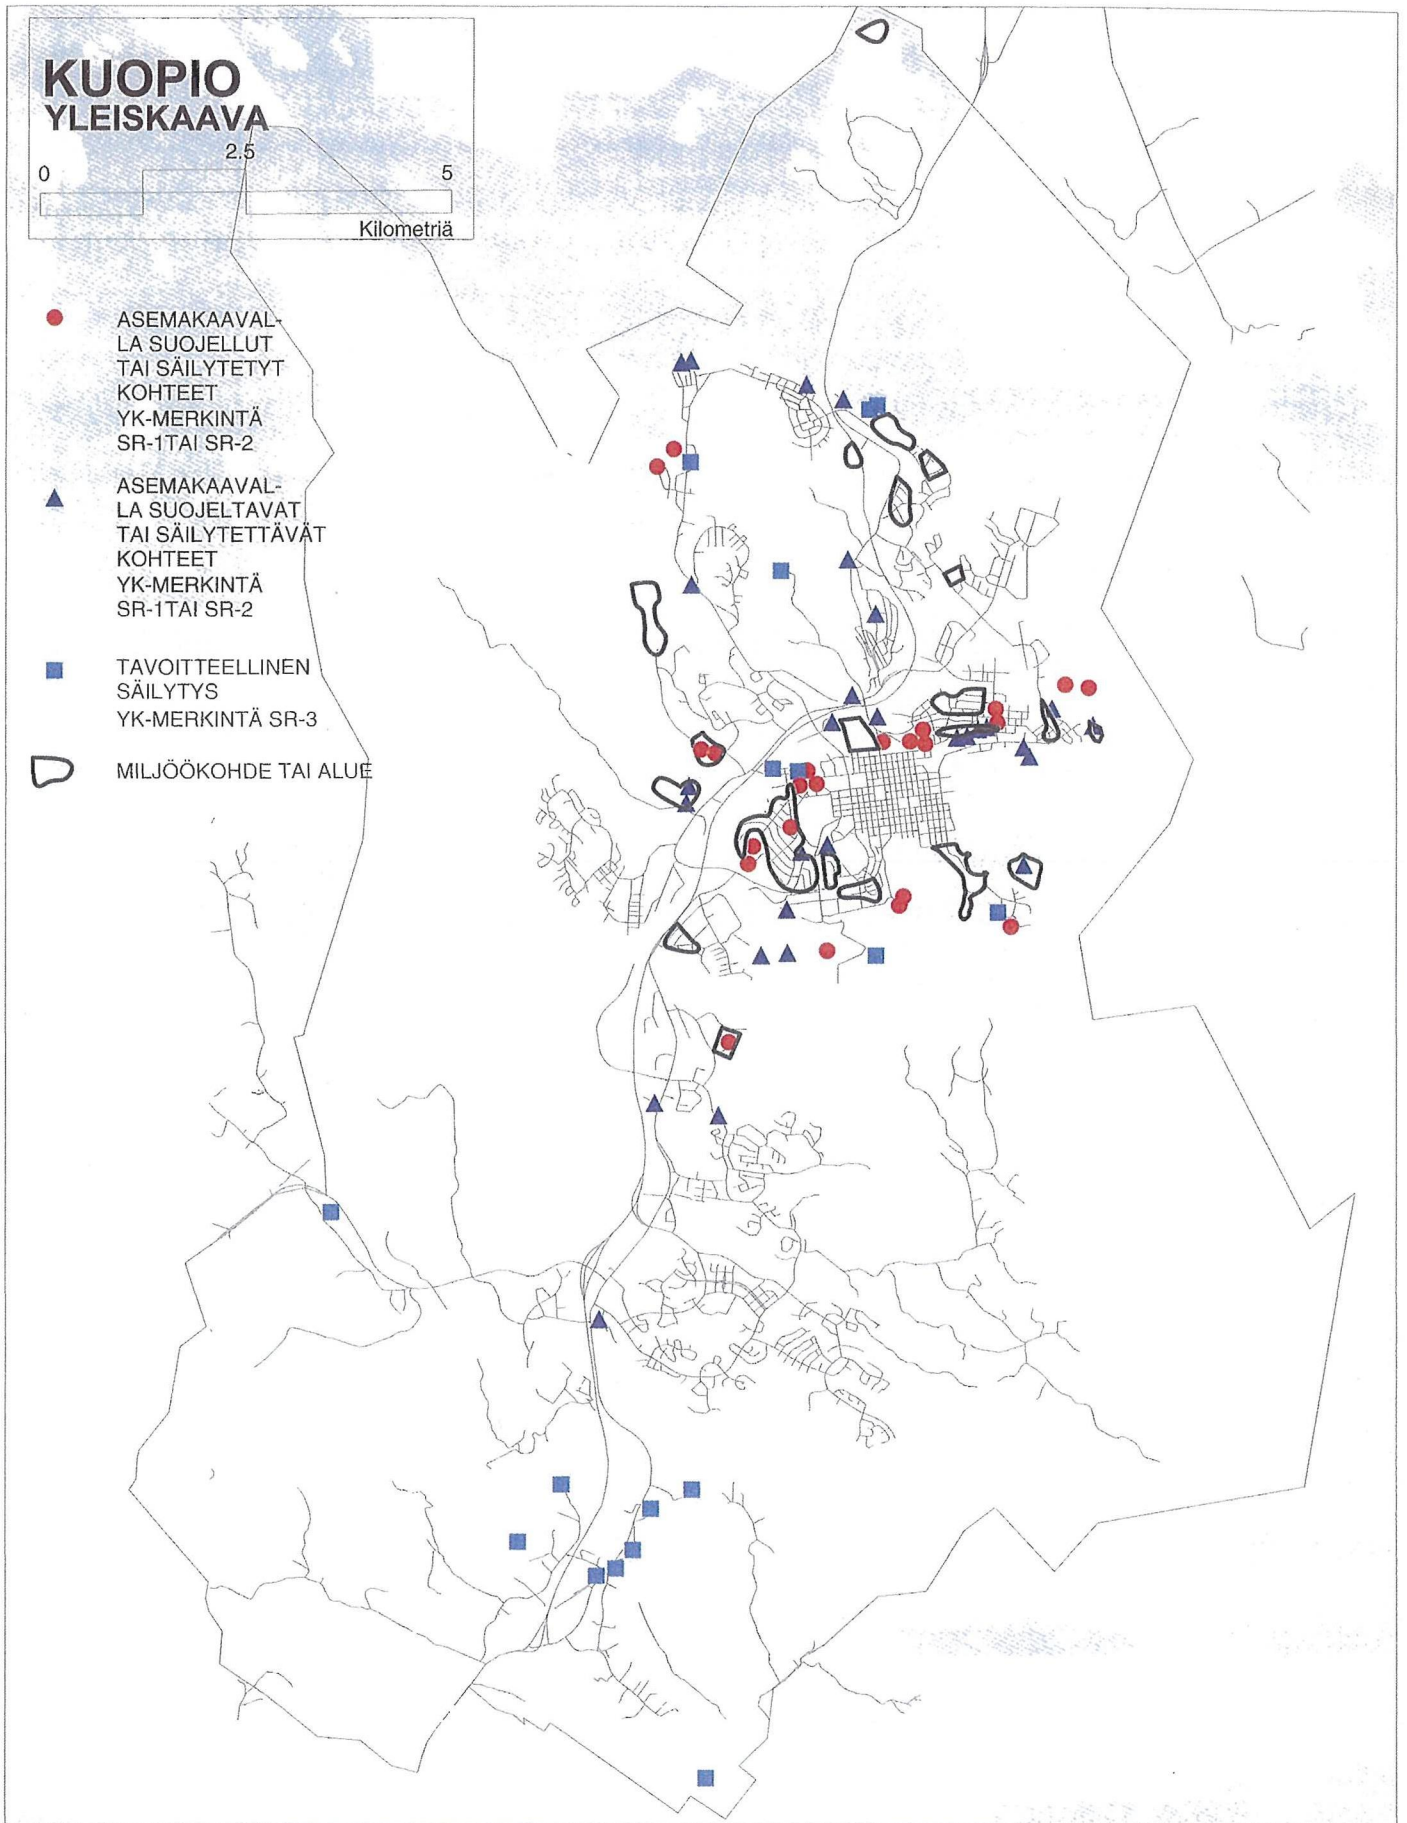 KUOPIO
YLEISKAAVA
2.5
0 5
Kilometriä
ASEMAKAAVAL-
LA SUOJELLUT
TAI SÄILYTETYT
KOHTEET
YK-MERKINTÄ
SR-1TAI SR-2
ASEMAKAAVAL-
LA SUOJELTAVAT
TAI SÄILYTETTÄVÄT
KOHTEET
YK-MERKINTÄ
SR-1TAI SR-2
TAVOITTEELLINEN
SÄILYTYS
YK-MERKINTÄ SR-3
MILJÖÖKOHDE TAI ALUE